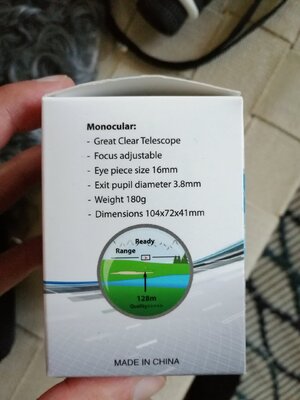 Monocular:
- Great Clear Telescope
- Focus adjustable
- Eye piece size 16mm
- Exit pupil diameter 3.8mm
- Weight 180g
- Dimensions 104x72x41mm
Ready
Range
128m
Quality
MADE IN CHINA